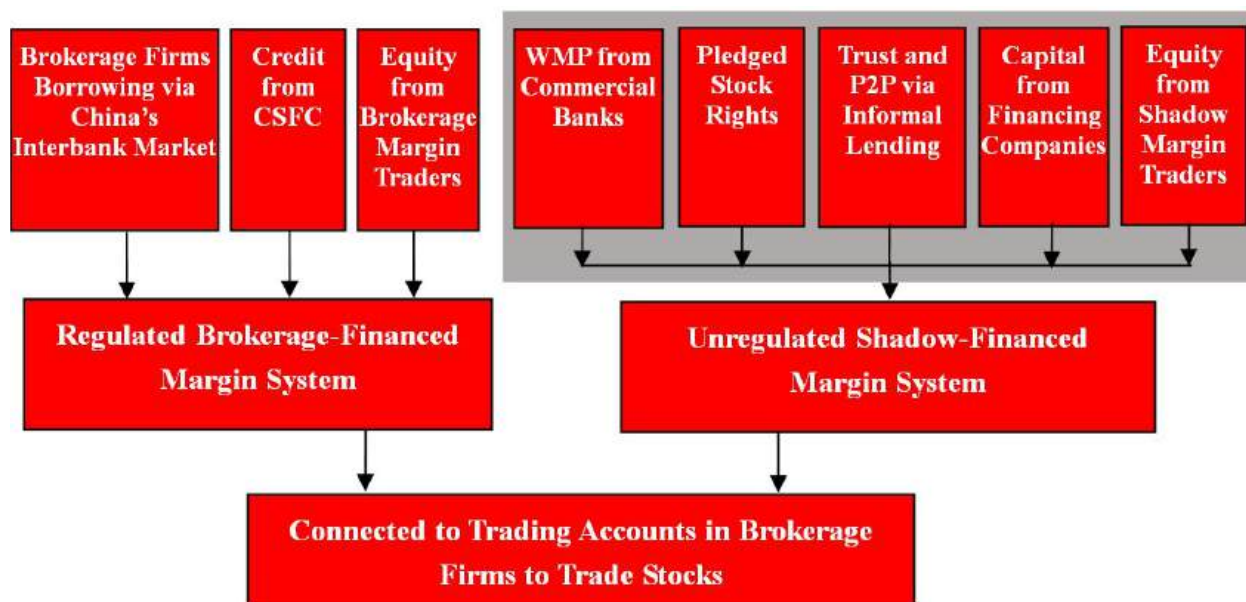 Brokerage Firms
Borrowing via
China's
Interbank Market
Credit
from
CSFC
Equity
from
Brokerage
Margin
Traders
WMP from
Commercial
Banks
Pledged
Stock
Rights
Trust and
P2P via
Informal
Lending
Capital
from
Financing
Companies
Equity
from
Shadow
Margin
Traders
Regulated Brokerage-Financed
Margin System
Unregulated Shadow-Financed
Margin System
Connected to Trading Accounts in Brokerage
Firms to Trade Stocks